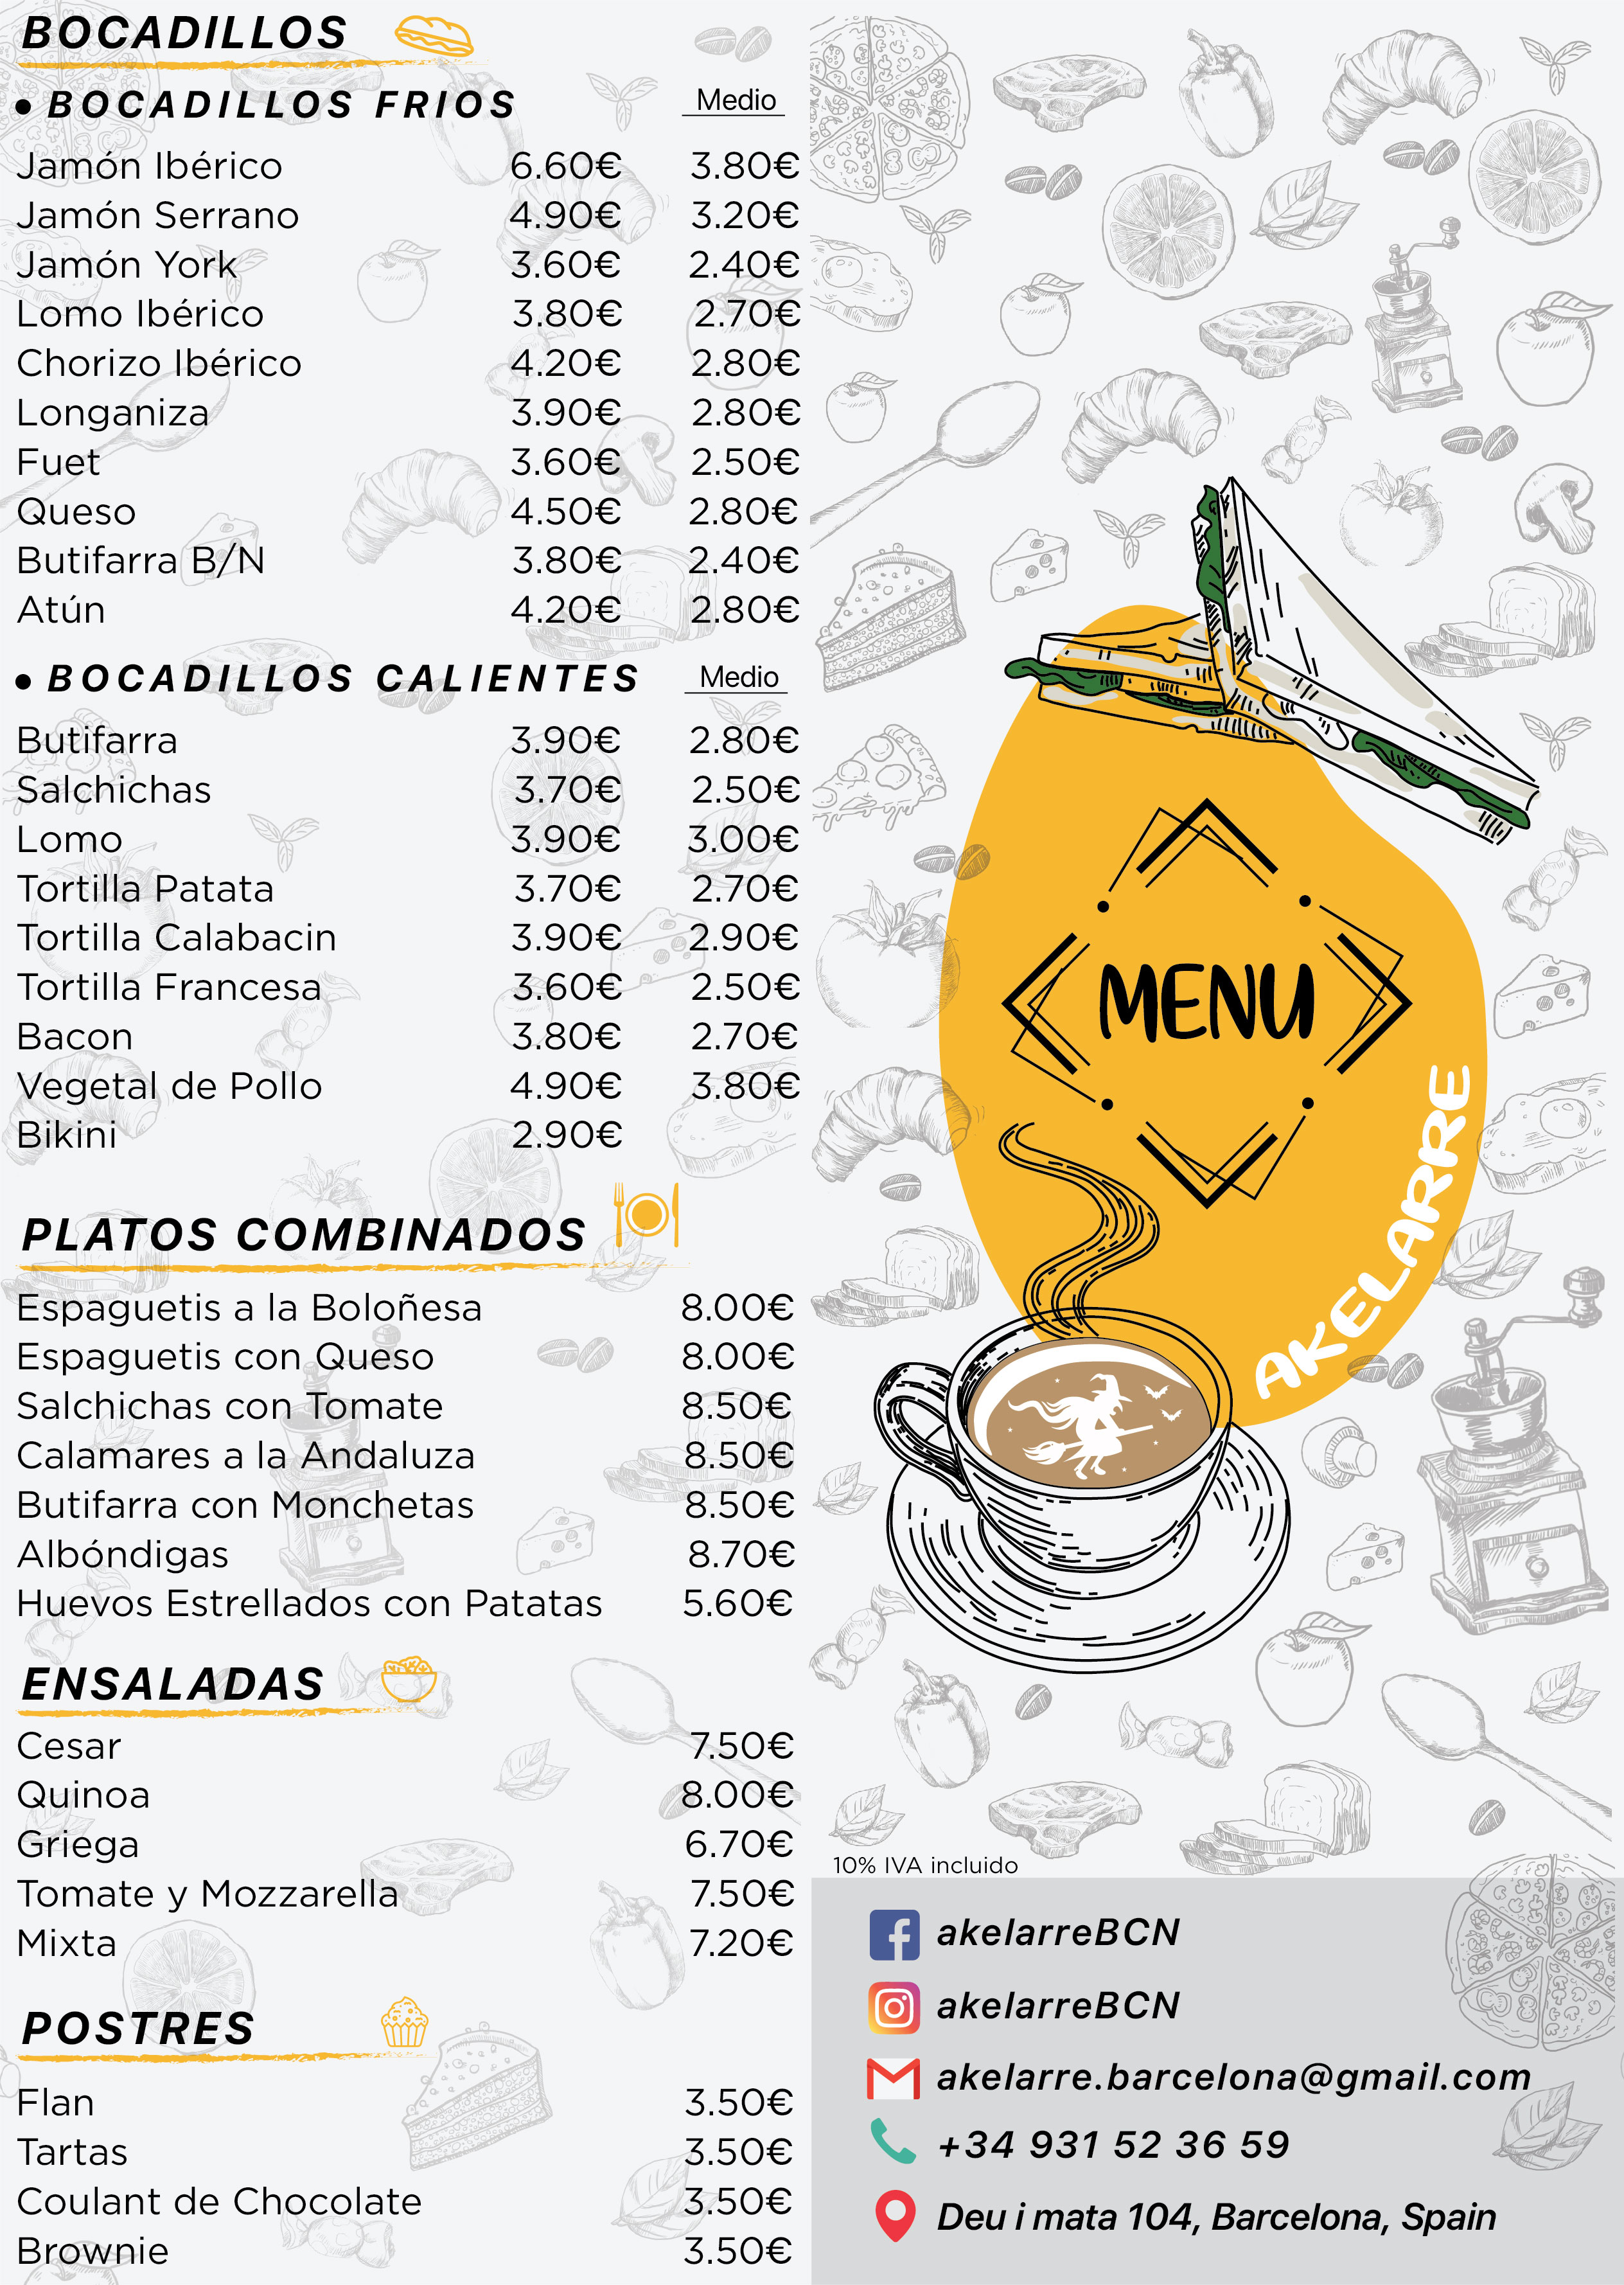 BOCADILLOS
• BOCADILLOS FRIOS Medio
Jamón Ibérico 6.60€ 3.80€
Jamón Serrano 4.90€ 3.20€
Jamón York 3.60€ 2.40€
Lomo Ibérico 3.80€ 2.70€
Chorizo Ibérico 4.20€ 2.80€
Longaniza 3.90€ 2.80€
Fuet 3.60€ 2.50€
Queso 4.50€ 2.80€
Butifarra B/N 3.80€ 2.40€
Atún 4.20€ 2.80€
• BOCADILLOS CALIENTES Medio
Butifarra 3.90€ 2.80€
Salchichas 3.70€ 2.50€
Lomo 3.90€ 3.00€
Tortilla Patata 3.70€ 2.70€
Tortilla Calabacin 3.90€ 2.90€
Tortilla Francesa 3.60€ 2.50€
Bacon 3.80€ 2.70€
Vegetal de Pollo 4.90€ 3.80€
Bikini 2.90€
PLATOS COMBINADOS
Espaguetis a la Boloñesa 8.00€
Espaguetis con Queso 8.00€
Salchichas con Tomate 8.50€
Calamares a la Andaluza 8.50€
Butifarra con Monchetas 8.50€
Albóndigas 8.70€
Huevos Estrellados con Patatas 5.60€
ENSALADAS
Cesar 7.50€
Quinoa 8.00€
Griega 6.70€
Tomate y Mozzarella 7.50€
Mixta 7.20€
POSTRES
Flan 3.50€
Tartas 3.50€
Coulant de Chocolate 3.50€
Brownie 3.50€
MENU
AKELARRE
10% IVA incluido
akelarreBCN
akelarreBCN
akelarre.barcelona@gmail.com
+34 931 52 36 59
Deu i mata 104, Barcelona, Spain